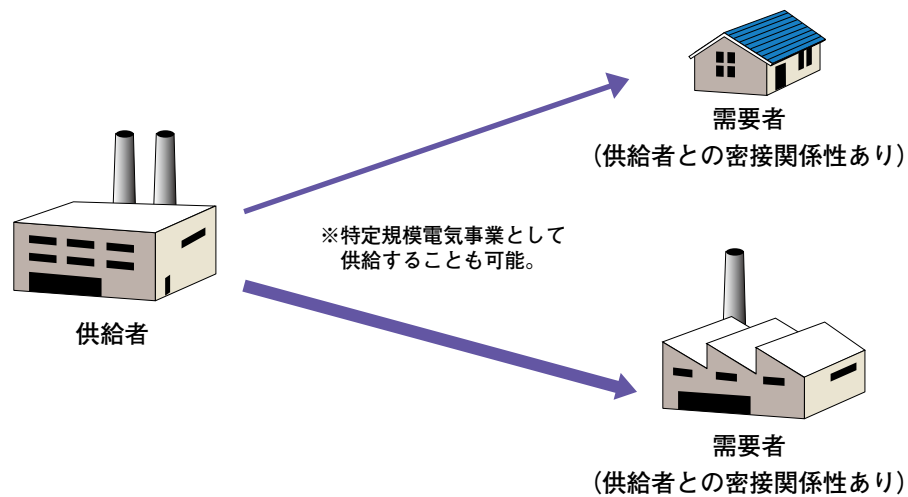 需要者
（供給者との密接関係性あり）
※特定規模電気事業として
供給することも可能。
供給者
需要者
（供給者との密接関係性あり）